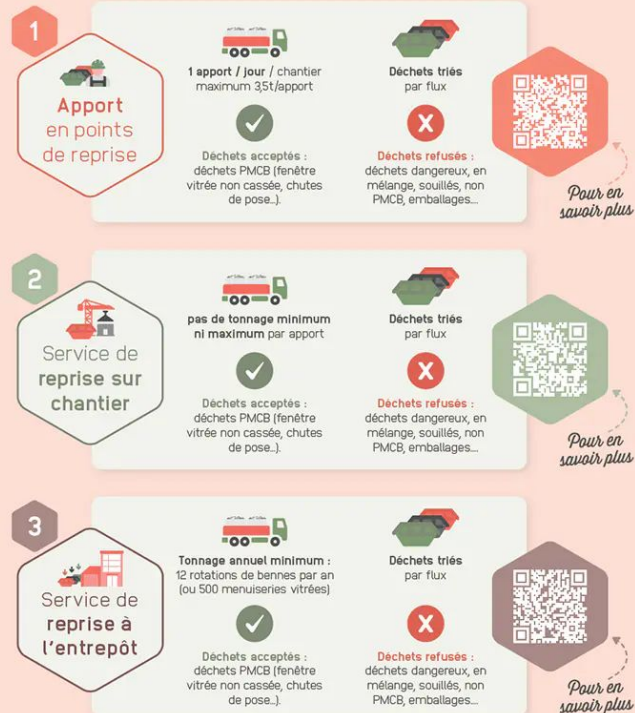 1
Apport
en points
de reprise
1 apport / jour / chantier
maximum 3,5t/apport
Déchets acceptés :
déchets PMCB (fenêtre
vitrée non cassée, chutes
de pose...).
Déchets triés
par flux
X
Déchets refusés :
déchets dangereux, en
mélange, souillés, non
PMCB, emballages....
Pour en
savoir plus
2
Service de
reprise sur
chantier
pas de tonnage minimum
ni maximum par apport
Déchets acceptés :
déchets PMCB (fenêtre
vitrée non cassée, chutes
de pose...).
Déchets triés
par flux
X
Déchets refusés :
déchets dangereux, en
mélange, souillés, non
PMCB, emballages....
Pour en
savoir plus
3
Service de
reprise à
l'entrepôt
Tonnage annuel minimum :
12 rotations de bennes par an
(ou 500 menuiseries vitrées)
Déchets acceptés :
déchets PMCB (fenêtre
vitrée non cassée, chutes
de pose...).
Déchets triés
par flux
X
Déchets refusés :
déchets dangereux, en
mélange, souillés, non
PMCB, emballages....
Pour en
savoir plus